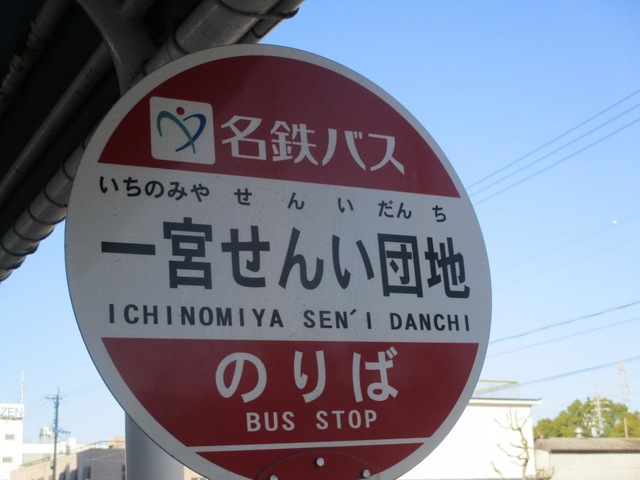 名鉄バス
いちのみや せ ん い だん ち
一宮せんい団地
ICHINOMIYA SEN'I DANCHI
のりば
BUS STOP
ZEN